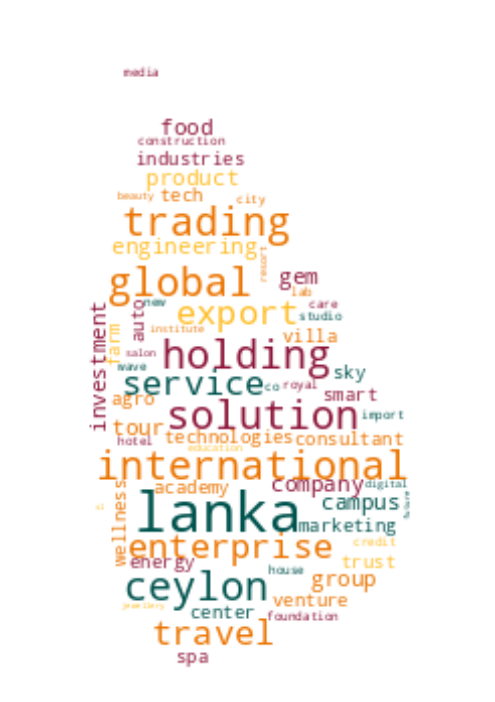 media
food
construction
industries
product
beauty tech city
trading
engineering
resort
global gem
lab
new care
auto export studio
investment
farm institute villa
salon holding
wave sky
service co royal smart
agro
solution import
tour technologies consultant
hotel education
international
academy company digital
wellness lanka campus future
marketing
enterprise credit
energy trust
house group
ceylon
jewellery venture
center foundation
travel
spa